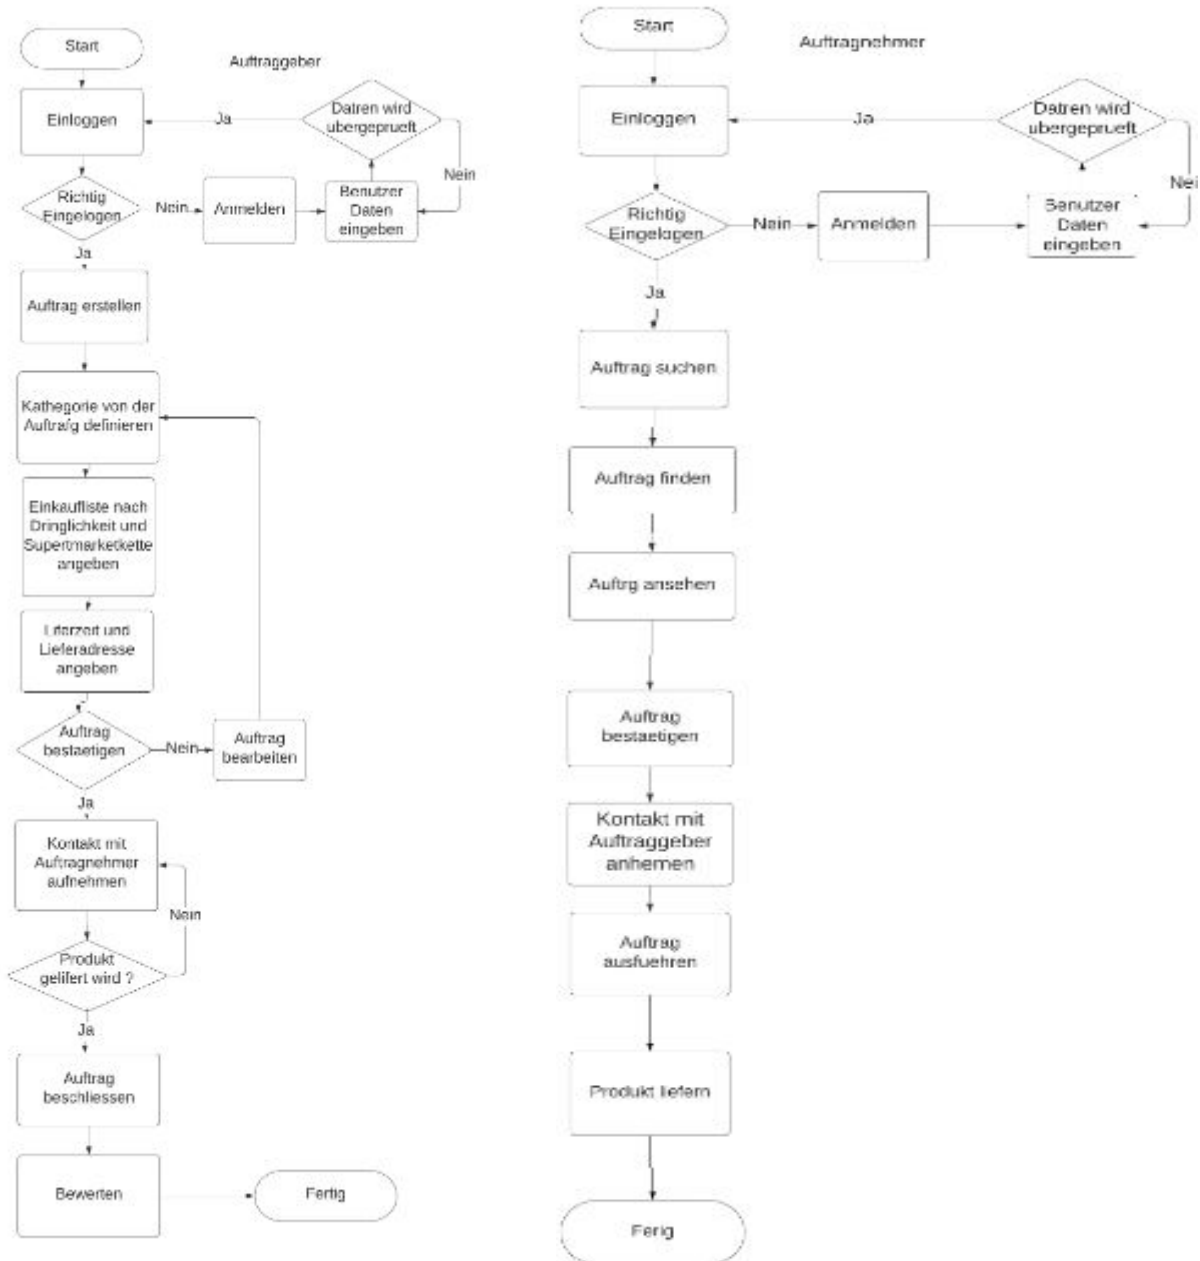 Start
Auftraggeber
Einloggen
Ja
Datren wird
ubergeprueft
Nein
Richtig
Eingelogen
Nein
Anmelden
Benutzer
Daten
eingeben
Ja
Auftrag erstellen
Kathegorie von der
Auftrafg definieren
Einkaufliste nach
Dringlichkeit und
Supertmarketkette
angeben
Liferzeit und
Lieferadresse
angeben
Auftrag
bestaetigen
Nein
Auftrag
bearbeiten
Ja
Kontakt mit
Auftragnehmer
aufnehmen
Nein
Produkt
gelifert wird ?
Ja
Auftrag
beschliessen
Bewerten
Fertig
Start
Auftragnehmer
Einloggen
Ja
Datren wird
ubergeprueft
Nei
Richtig
Eingelogen
Nein
Anmelden
Benutzer
Daten
eingeben
Ja
Auftrag suchen
Auftrag finden
Auftrg ansehen
Auftrag
bestaetigen
Kontakt mit
Auftraggeber
anhemen
Auftrag
ausfuehren
Produkt liefern
Ferig